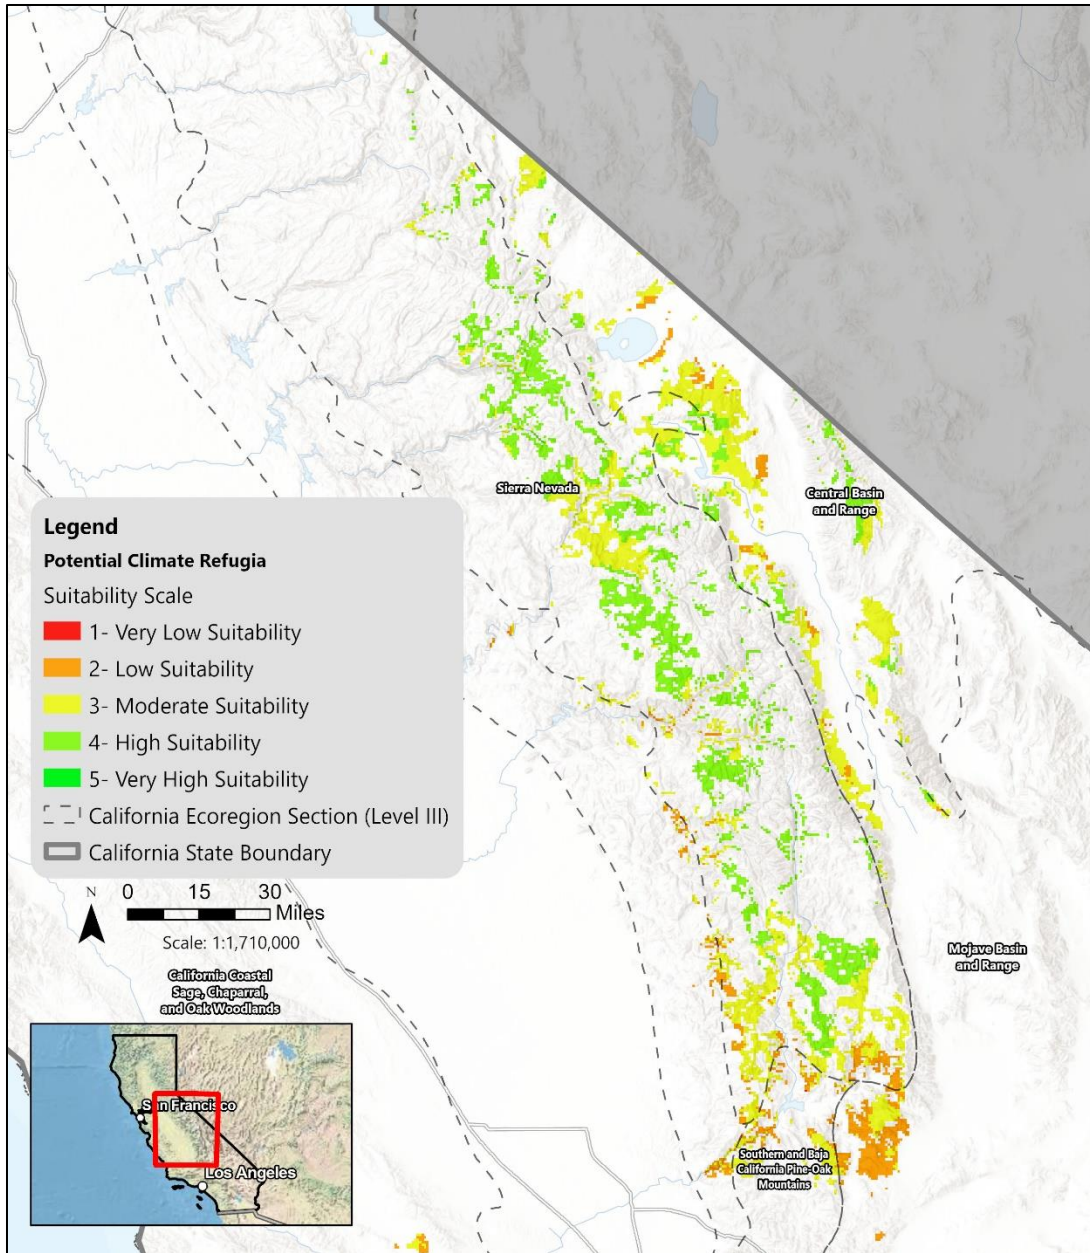 Sierra Nevada
Central Basin
and Range
Legend
Potential Climate Refugia
Suitability Scale
1- Very Low Suitability
2- Low Suitability
3- Moderate Suitability
4- High Suitability
5- Very High Suitability
California Ecoregion Section (Level III)
California State Boundary
N
0 15 30
Miles
Scale: 1:1,710,000
Mojave Basin
and Range
California Coastal
Sage, Chaparral,
and Oak Woodlands
San Francisco
Los Angeles
Southern and Baja
California Pine-Oak
Mountains